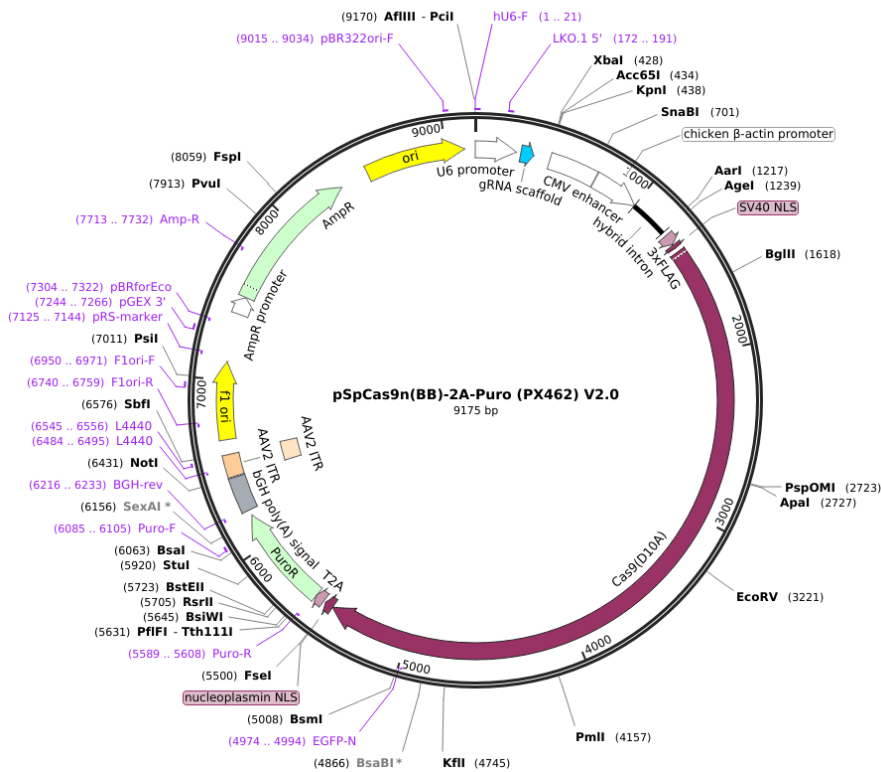 (9170) AflIII - PciI
hU6-F (1 .. 21)
(9015 .. 9034) pBR322ori-F
LKO.1 5' (172 .. 191)
XbaI (428)
Acc65I (434)
KpnI (438)
SnaBI (701)
chicken β-actin promoter
AarI (1217)
AgeI (1239)
SV40 NLS
BglII (1618)
PspOMI (2723)
ApaI (2727)
EcoRV (3221)
PmlI (4157)
KflI (4745)
(4866) BsaBI *
(4974 .. 4994) EGFP-N
(5008) BsmI
nucleoplasmin NLS
(5500) FseI
(5589 .. 5608) Puro-R
(5631) PflFI - Tth111I
(5645) BsiWI
(5705) RsrII
(5723) BstEII
(5920) StuI
(6063) BsaI
(6085 .. 6105) Puro-F
(6156) SexAI *
(6216 .. 6233) BGH-rev
(6431) NotI
(6484 .. 6495) L4440
(6545 .. 6556) L4440
(6576) SbfI
(6740 .. 6759) F1ori-R
(6950 .. 6971) F1ori-F
(7011) PsiI
(7125 .. 7144) pRS-marker
(7244 .. 7266) pGEX 3'
(7304 .. 7322) pBRforEco
(7713 .. 7732) Amp-R
(7913) PvuI
(8059) FspI
1000
2000
3000
4000
5000
6000
7000
8000
9000
ori
U6 promoter
gRNA scaffold
CMV enhancer
hybrid intron
3xFLAG
Cas9(D10A)
T2A
PuroR
bGH poly(A) signal
AAV2 ITR
AAV2 ITR
f1 ori
AmpR promoter
AmpR
pSpCas9n(BB)-2A-Puro (PX462) V2.0
9175 bp